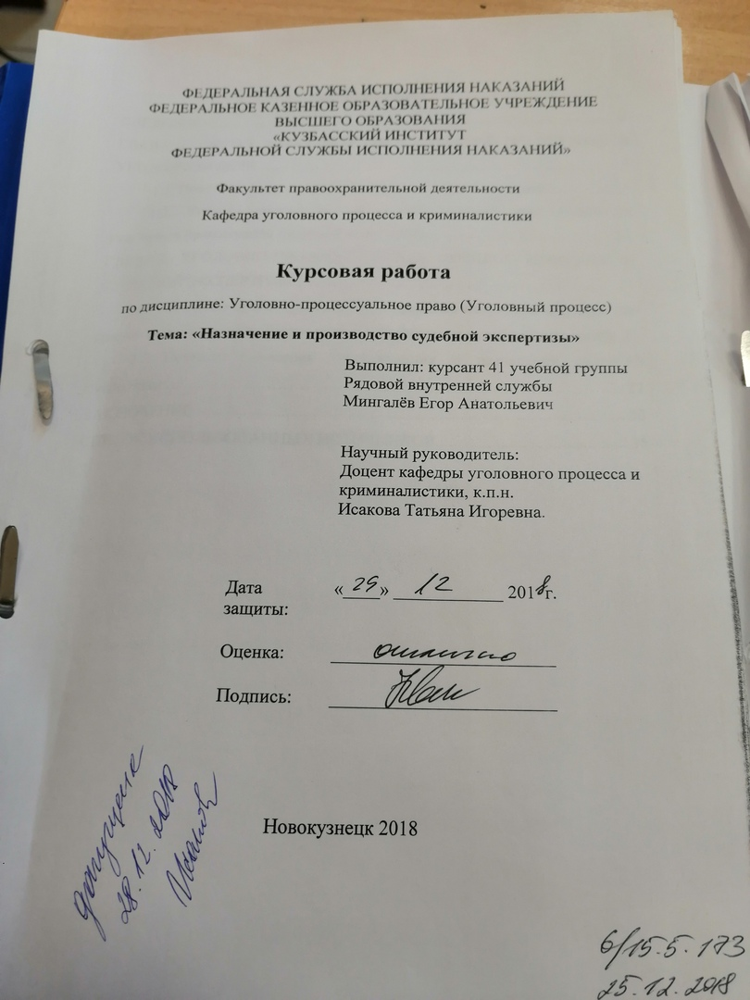 ФЕДЕРАЛЬНАЯ СЛУЖБА ИСПОЛНЕНИЯ НАКАЗАНИЙ
ФЕДЕРАЛЬНОЕ КАЗЕННОЕ ОБРАЗОВАТЕЛЬНОЕ УЧРЕЖДЕНИЕ
ВЫСШЕГО ОБРАЗОВАНИЯ
«КУЗБАССКИЙ ИНСТИТУТ
ФЕДЕРАЛЬНОЙ СЛУЖБЫ ИСПОЛНЕНИЯ НАКАЗАНИЙ»
Факультет правоохранительной деятельности
Кафедра уголовного процесса и криминалистики
Курсовая работа
по дисциплине: Уголовно-процессуальное право (Уголовный процесс)
Тема: «Назначение и производство судебной экспертизы»
Выполнил: курсант 41 учебной группы
Рядовой внутренней службы
Мингалёв Егор Анатольевич
Научный руководитель:
Доцент кафедры уголовного процесса и
криминалистики, к.п.н.
Исакова Татьяна Игоревна.
Дата «29» 12 2018г.
защиты:
Оценка: отлично
Подпись:
допущен
28.12.2018
Новокузнецк 2018
6/15.5.173
25.12.2018